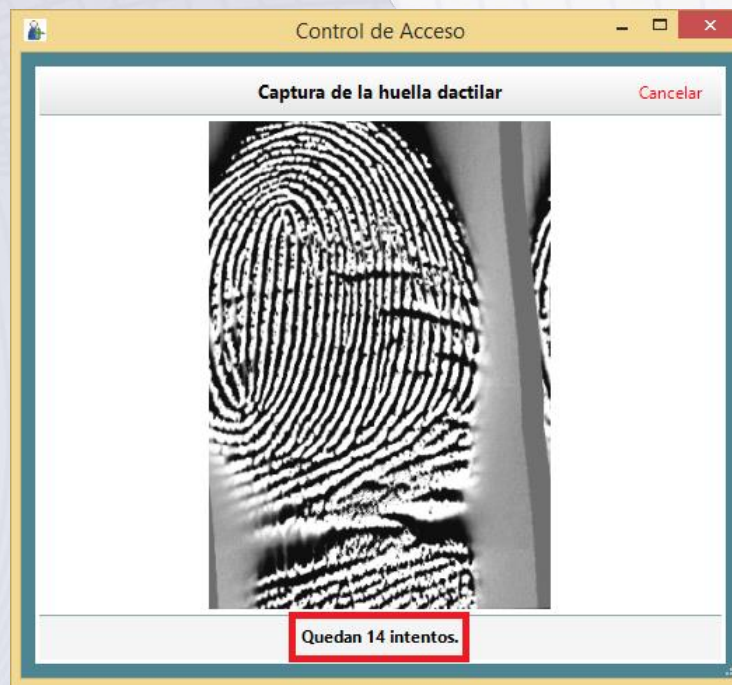 Control de Acceso
Captura de la huella dactilar
Cancelar
Quedan 14 intentos.